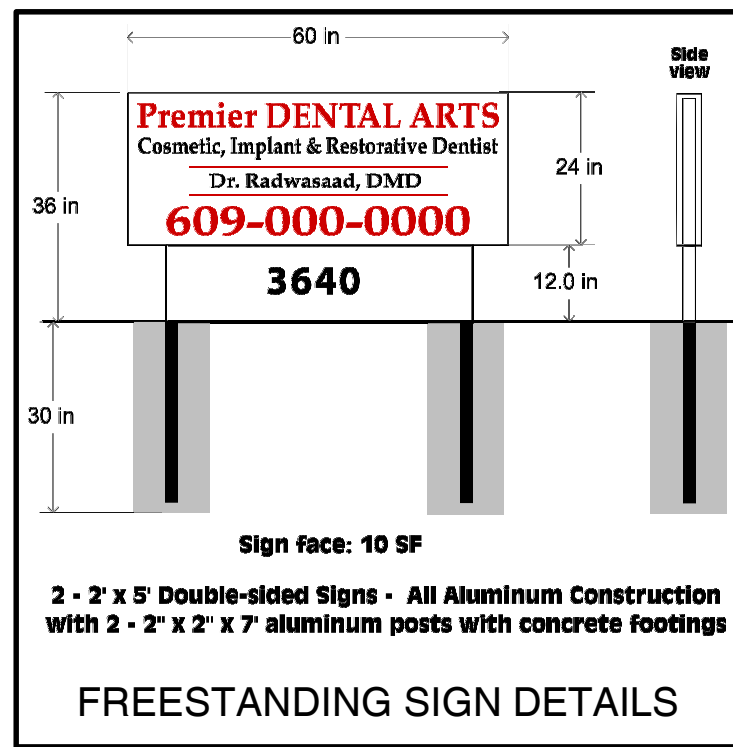 60 in
Side
view
Premier DENTAL ARTS
Cosmetic, Implant & Restorative Dentist
Dr. Radwasaad, DMD
609-000-0000
24 in
36 in
3640
12.0 in
30 in
Sign face: 10 SF
2 - 2' x 5' Double-sided Signs - All Aluminum Construction
with 2 - 2" x 2" x 7' aluminum posts with concrete footings
FREESTANDING SIGN DETAILS